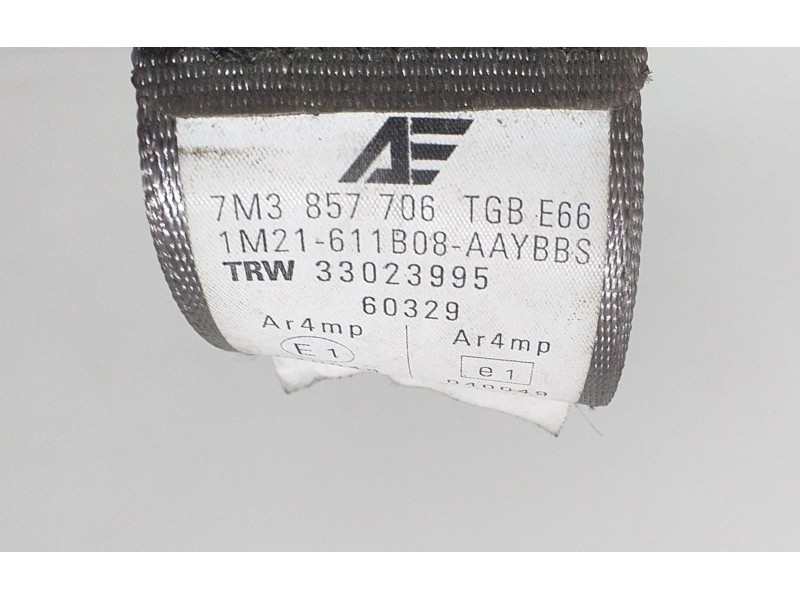 AE
7M3 857 706 TGB E66
1M21-611B08-AAYBBS
TRW 33023995
60329
Ar4mp Ar4mp
E1 e1